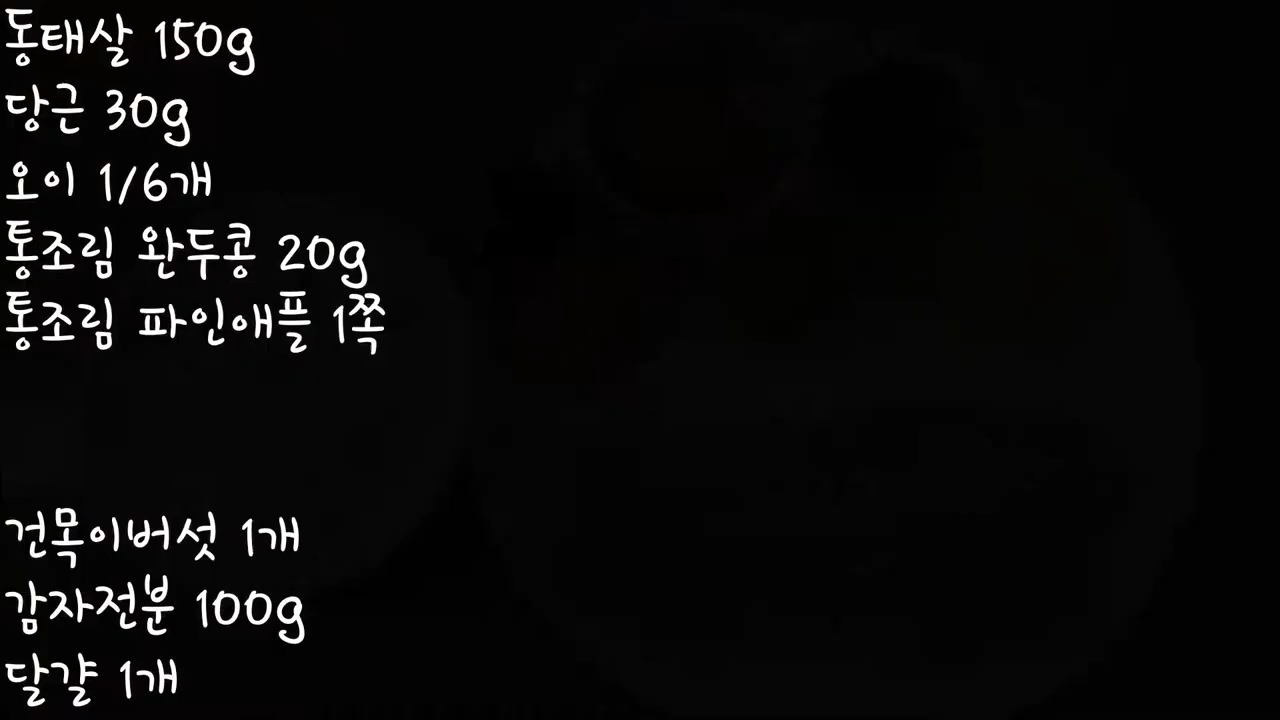 동태살 150g
당근 30g
오이 1/6개
통조림 완두콩 20g
통조림 파인애플 1쪽
건목이버섯 1개
감자전분 100g
달걀 1개